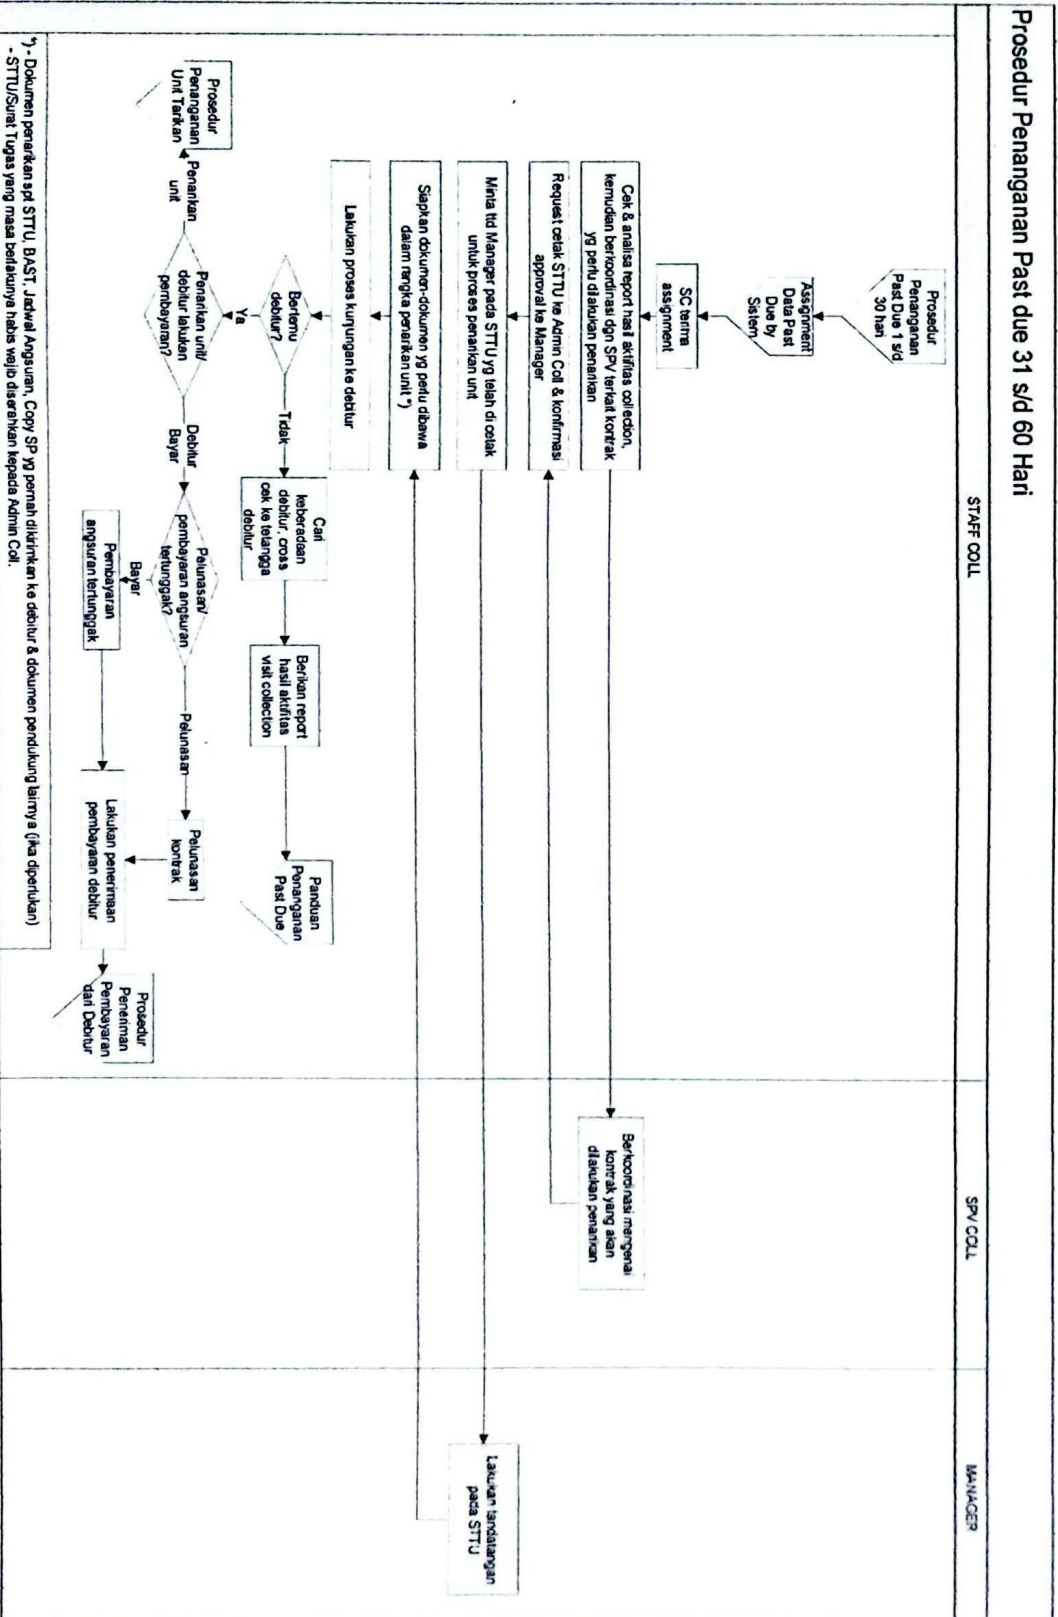 Prosedur Penanganan Past due 31 s/d 60 Hari
STAFF COLL
SPV COLL
MANAGER
Prosedur
Penanganan
Past Due 1 s/d
30 hari
Assignment
Data Past
Due by
Sistem
SC terima
assignment
Cek & analisa report hasil aktifitas collection,
kemudian berkoordinasi dgn SPV terkait kontrak
yg perlu dilakukan penarikan
Berkoordinasi mengenai
kontrak yang akan
dilakukan penarikan
Request cetak STTU ke Admin Coll & konfirmasi
approval ke Manager
Minta ttd Manager pada STTU yg telah di cetak
untuk proses penarikan unit
Lakukan tandatangan
pada STTU
Siapkan dokumen-dokumen yg perlu dibawa
dalam rangka penarikan unit *)
Lakukan proses kunjungan ke debitur
Bertemu
debitur?
Tidak
Cari
keberadaan
debitur, cross
cek ke tetangga
debitur
Berikan report
hasil aktifitas
visit collection
Panduan
Penanganan
Past Due
Ya
Penarikan unit/
debitur lakukan
pembayaran?
Penarikan
unit
Prosedur
Penanganan
Unit Tarikan
Debitur
Bayar
Pelunasan/
pembayaran angsuran
tertunggak?
Pelunasan
Pelunasan
kontrak
Bayar
Pembayaran
angsuran tertunggak
Lakukan penerimaan
pembayaran debitur
Prosedur
Peneriman
Pembayaran
dari Debitur
*) - Dokumen penarikan spt STTU, BAST, Jadwal Angsuran, Copy SP yg pernah dikirimkan ke debitur & dokumen pendukung lainnya (jika diperlukan)
- STTU/Surat Tugas yang masa berlakunya habis wajib diserahkan kepada Admin Coll.